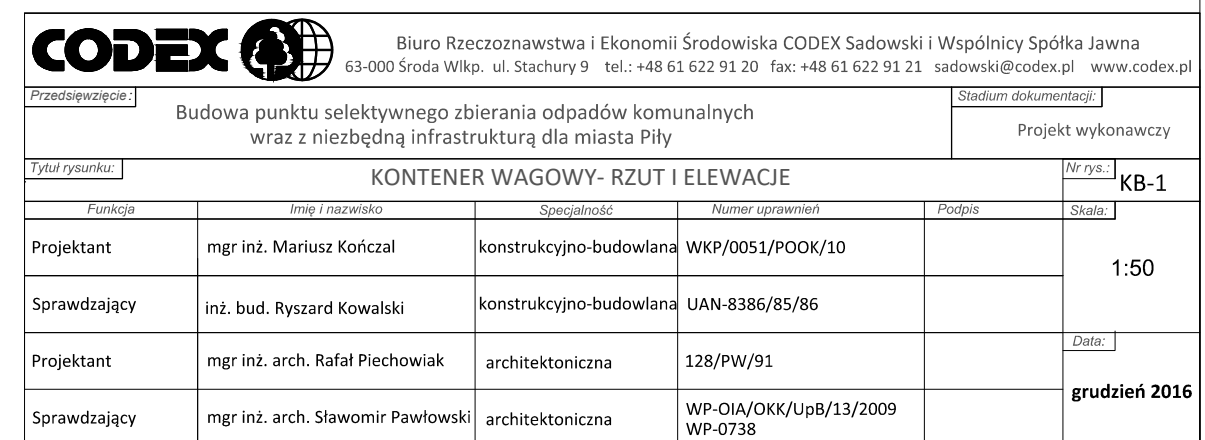 CODEX
Biuro Rzeczoznawstwa i Ekonomii Środowiska CODEX Sadowski i Wspólnicy Spółka Jawna
63-000 Środa Wlkp. ul. Stachury 9 tel.: +48 61 622 91 20 fax: +48 61 622 91 21 sadowski@codex.pl www.codex.pl
Przedsięwzięcie:
Budowa punktu selektywnego zbierania odpadów komunalnych
wraz z niezbędną infrastrukturą dla miasta Piły
Stadium dokumentacji:
Projekt wykonawczy
Tytuł rysunku:
KONTENER WAGOWY- RZUT I ELEWACJE
Nr rys.:
KB-1
Funkcja Imię i nazwisko Specjalność Numer uprawnień Podpis Skala:
Projektant mgr inż. Mariusz Kończal konstrukcyjno-budowlana WKP/0051/POOK/10
1:50
Sprawdzający inż. bud. Ryszard Kowalski konstrukcyjno-budowlana UAN-8386/85/86
Data:
Projektant mgr inż. arch. Rafał Piechowiak architektoniczna 128/PW/91
grudzień 2016
Sprawdzający mgr inż. arch. Sławomir Pawłowski architektoniczna WP-OIA/OKK/UpB/13/2009
WP-0738